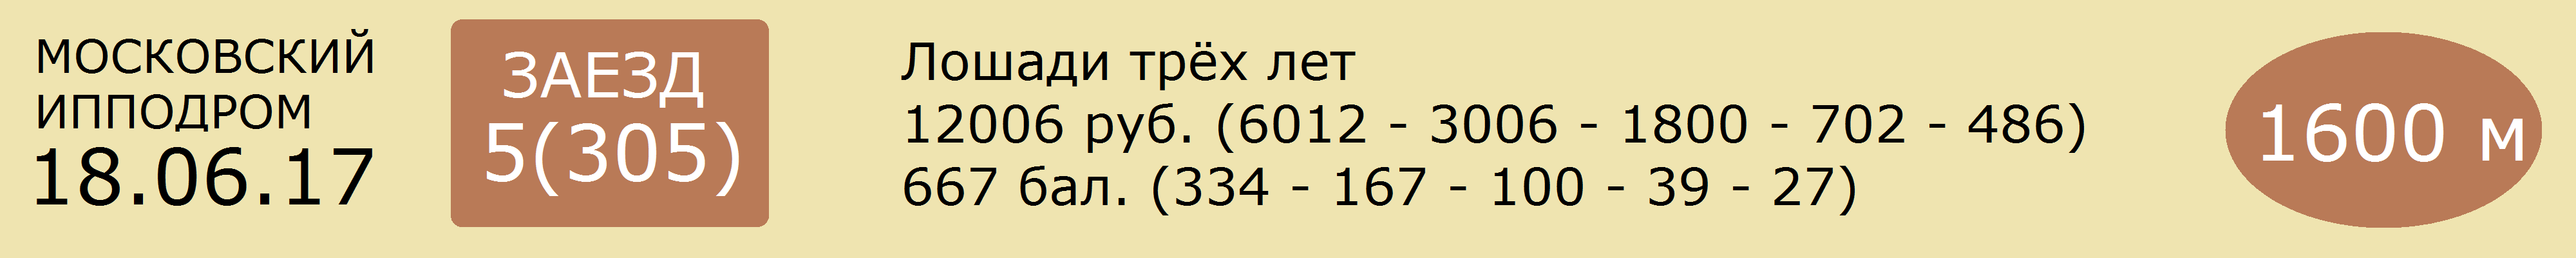 МОСКОВСКИЙ
ИППОДРОМ
18.06.17
ЗАЕЗД
5(305)
Лошади трёх лет
12006 руб. (6012 - 3006 - 1800 - 702 - 486)
667 бал. (334 - 167 - 100 - 39 - 27)
1600 м